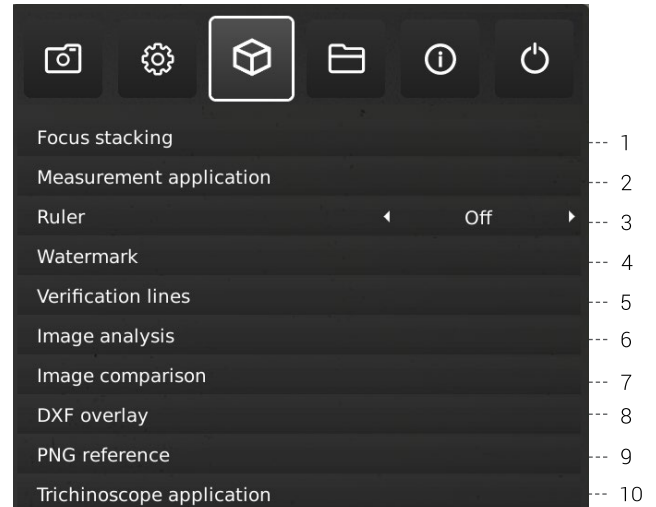 Focus stacking 1
Measurement application 2
Ruler Off 3
Watermark 4
Verification lines 5
Image analysis 6
Image comparison 7
DXF overlay 8
PNG reference 9
Trichinoscope application 10